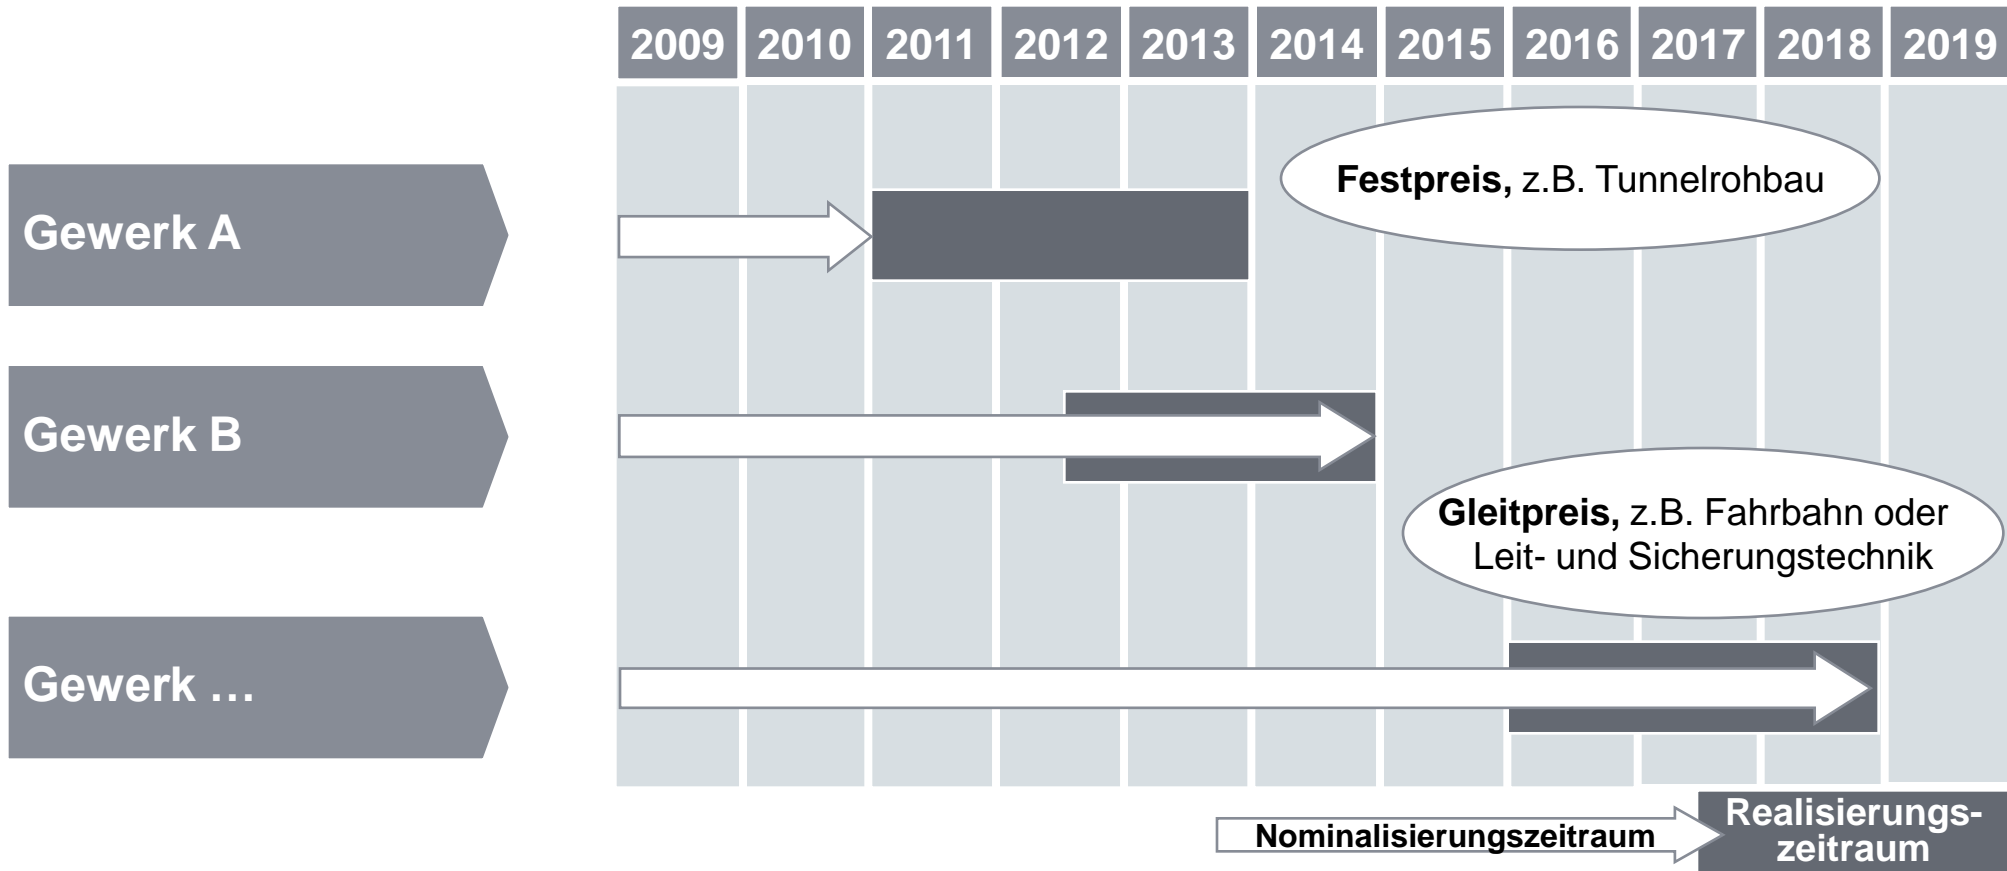 2009 2010 2011 2012 2013 2014 2015 2016 2017 2018 2019
Festpreis, z.B. Tunnelrohbau
Gewerk A
Gewerk B
Gleitpreis, z.B. Fahrbahn oder
Leit- und Sicherungstechnik
Gewerk …
Nominalisierungszeitraum
Realisierungs-
zeitraum